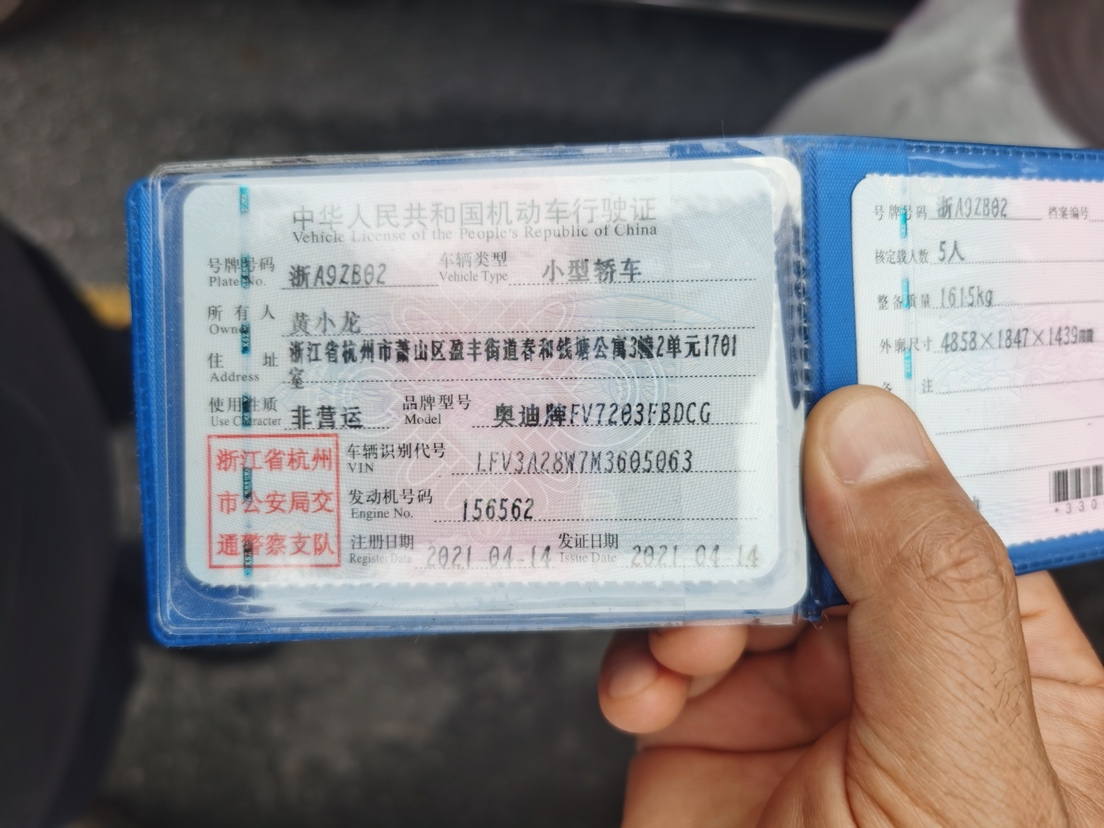 中华人民共和国机动车行驶证
Vehicle License of the People's Republic of China
号牌号码 浙A9ZB02 车辆类型 小型轿车
Plate No. Vehicle Type
所有人 黄小龙
Owner
住址 浙江省杭州市萧山区盈丰街道春和钱塘公寓3幢2单元1701
Address 室
使用性质 非营运 品牌型号 奥迪牌FV7203FBDCG
Use Character Model
浙江省杭州
市公安局交
通警察支队
车辆识别代号 LFV3A28W7M3605063
VIN
发动机号码 156562
Engine No.
注册日期 2021-04-14 发证日期 2021-04-14
Register Date Issue Date
号牌号码 浙A9ZB02 档案编号
核定载人数 5人
整备质量 1615kg
外廓尺寸 4858×1847×1439mm
备注
*330